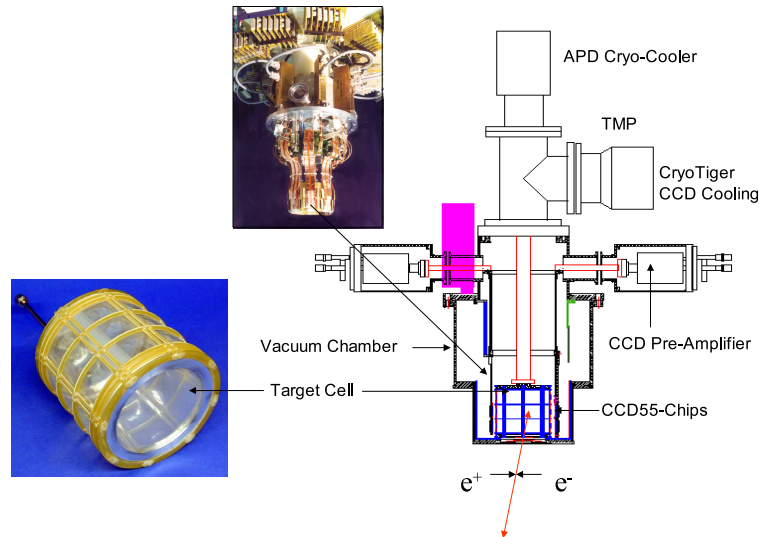 APD Cryo-Cooler
TMP
CryoTiger
CCD Cooling
Vacuum Chamber
CCD Pre-Amplifier
Target Cell
CCD55-Chips
e+ e-